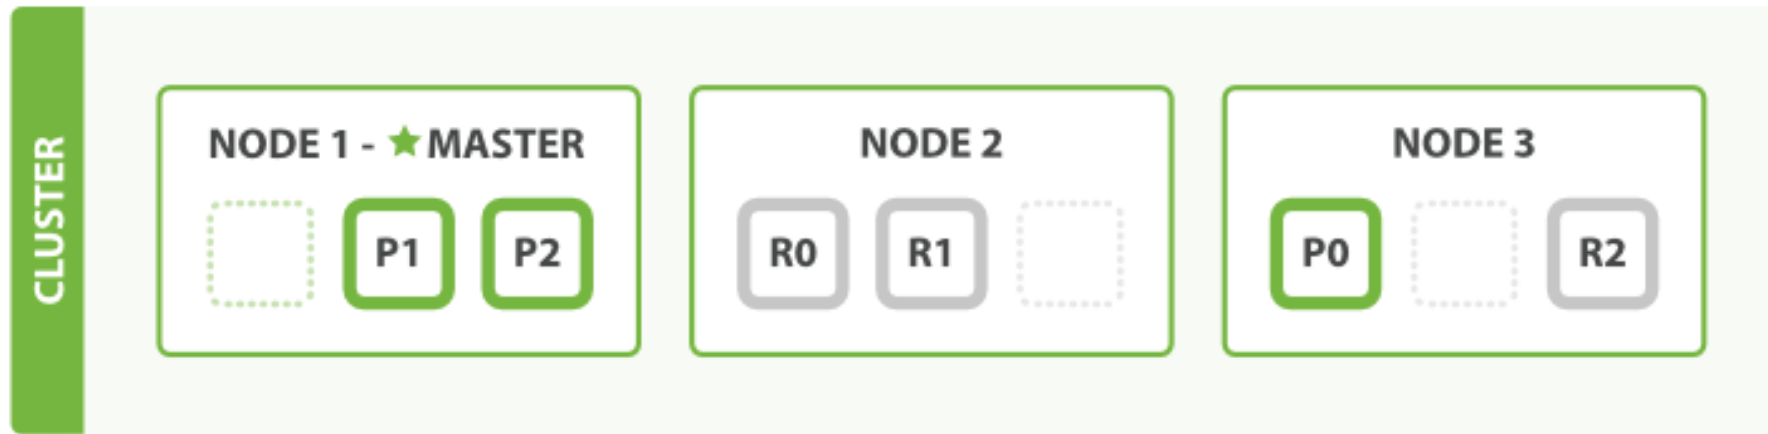 CLUSTER
NODE 1 - ★ MASTER
P1 P2
NODE 2
R0 R1
NODE 3
P0 R2